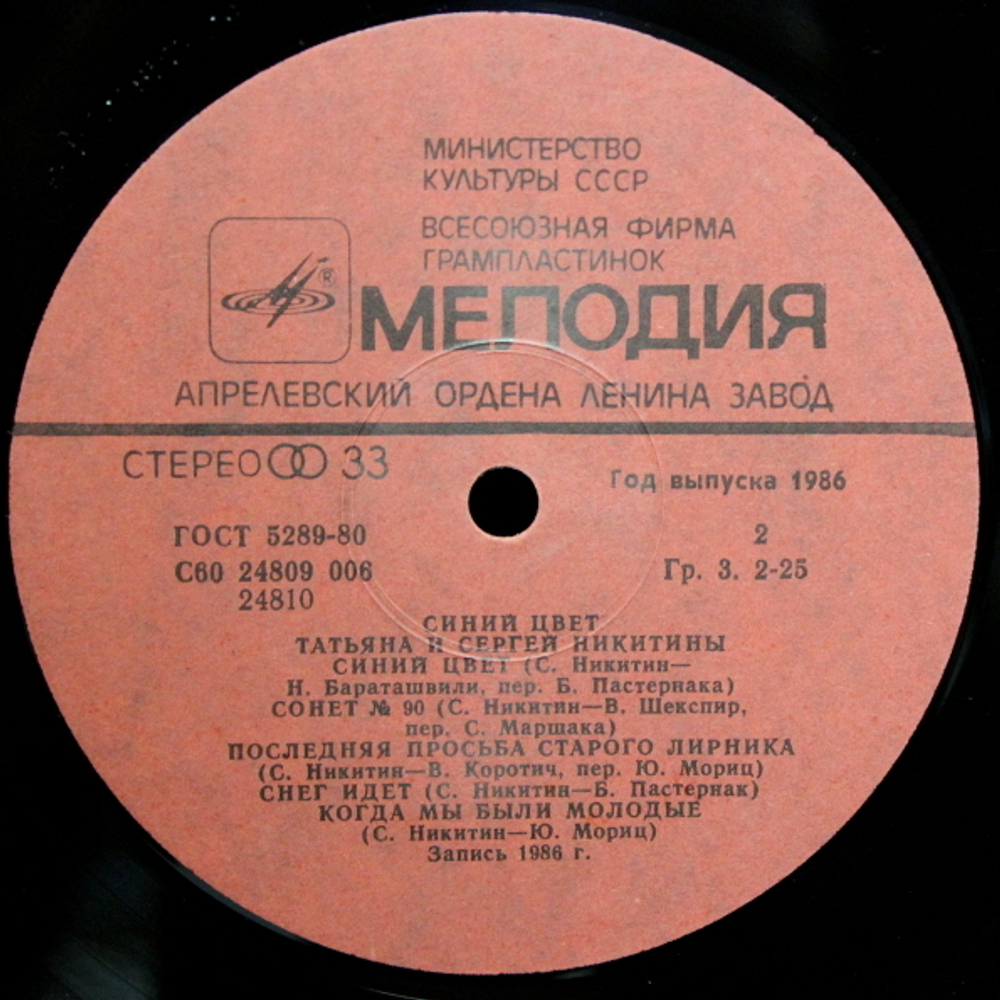 МИНИСТЕРСТВО
КУЛЬТУРЫ СССР
ВСЕСОЮЗНАЯ ФИРМА
ГРАМПЛАСТИНОК
®
МЕЛОДИЯ
АПРЕЛЕВСКИЙ ОРДЕНА ЛЕНИНА ЗАВОД
СТЕРЕО 33
Год выпуска 1986
ГОСТ 5289-80
2
С60 24809 006
Гр. 3. 2-25
24810
СИНИЙ ЦВЕТ
ТАТЬЯНА И СЕРГЕЙ НИКИТИНЫ
СИНИЙ ЦВЕТ (С. Никитин—
Н. Бараташвили, пер. Б. Пастернака)
СОНЕТ № 90 (С. Никитин—В. Шекспир,
пер. С. Маршака)
ПОСЛЕДНЯЯ ПРОСЬБА СТАРОГО ЛИРНИКА
(С. Никитин—В. Коротич, пер. Ю. Мориц)
СНЕГ ИДЕТ (С. Никитин—Б. Пастернак)
КОГДА МЫ БЫЛИ МОЛОДЫЕ
(С. Никитин—Ю. Мориц)
Запись 1986 г.